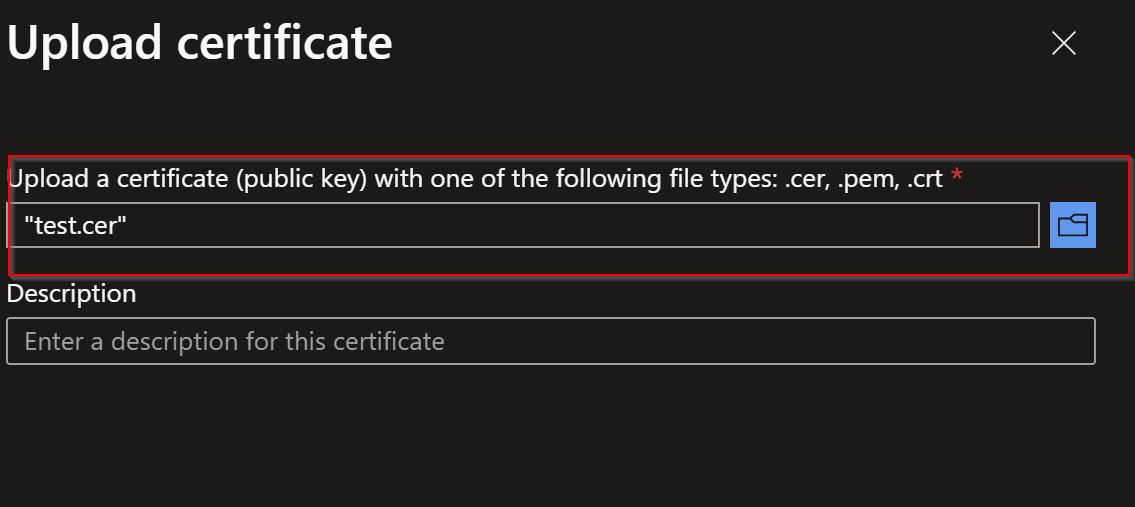 Upload certificate
Upload a certificate (public key) with one of the following file types: .cer, .pem, .crt *
"test.cer"
Description
Enter a description for this certificate